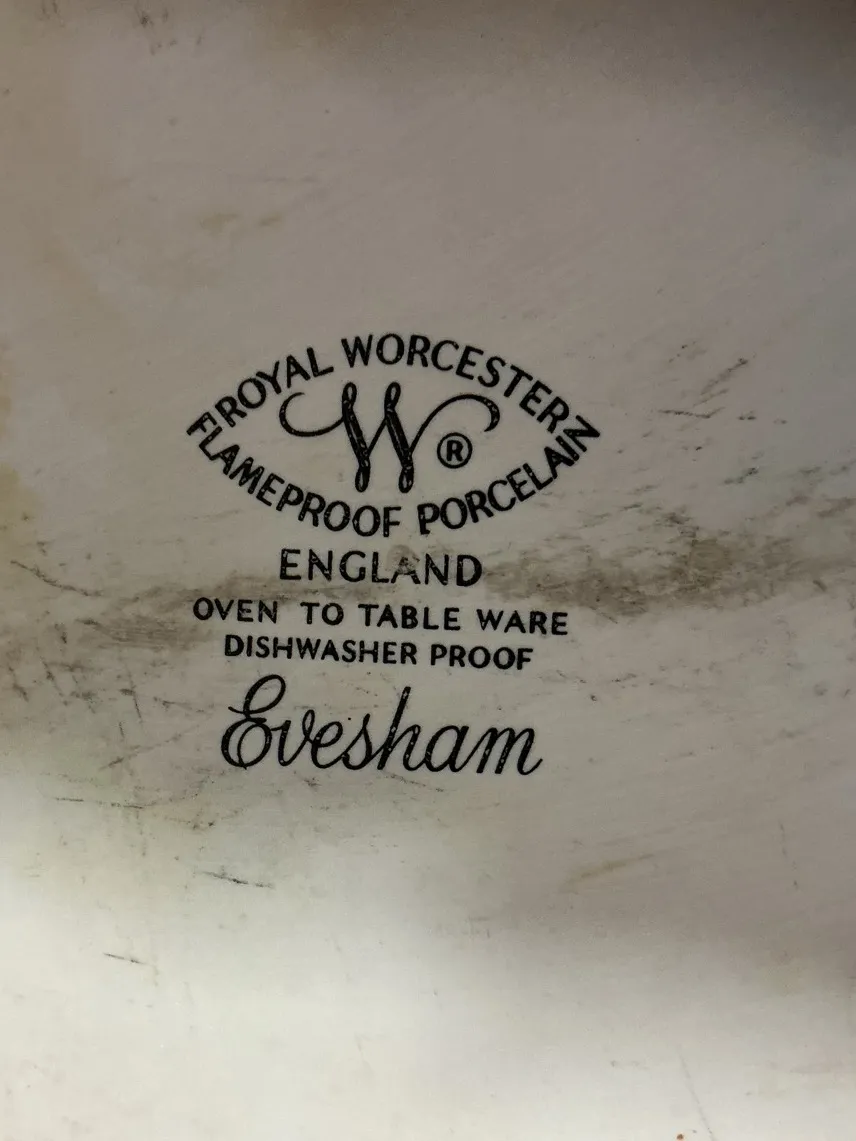 ROYAL WORCESTER
W®
FLAMEPROOF PORCELAIN
ENGLAND
OVEN TO TABLE WARE
DISHWASHER PROOF
Evesham